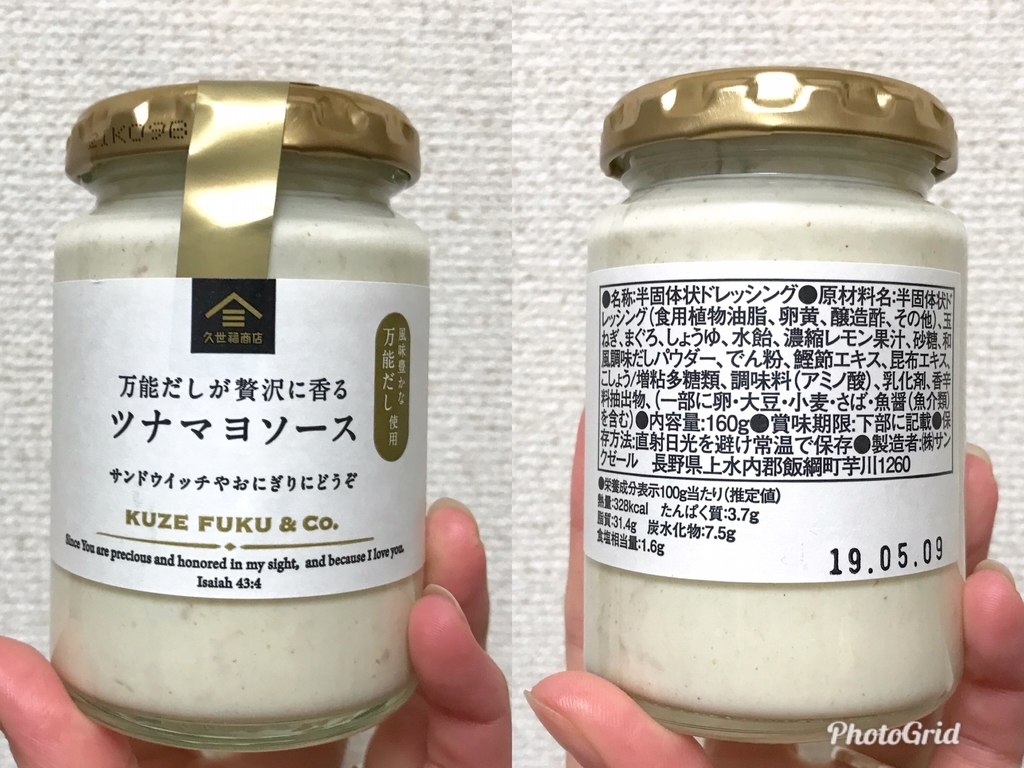 久世福商店
風味豊かな
万能だし使用
万能だしが贅沢に香る
ツナマヨソース
サンドウイッチやおにぎりにどうぞ
KUZE FUKU & CO.
Since You are precious and honored in my sight, and because I love you.
Isaiah 43:4
●名称:半固体状ドレッシング●原材料名:半固体状ド
レッシング(食用植物油脂、卵黄、醸造酢、その他)、玉
ねぎ、まぐろ、しょうゆ、水飴、濃縮レモン果汁、砂糖、和
風調味だしパウダー、でん粉、鰹節エキス、昆布エキス、
こしょう/増粘多糖類、調味料(アミノ酸)、乳化剤、香辛
料抽出物、(一部に卵・大豆・小麦・さば・魚醤(魚介類)
を含む)●内容量:160g●賞味期限:下部に記載●保
存方法:直射日光を避け常温で保存●製造者:㈱サン
クゼール 長野県上水内郡飯綱町芋川1260
●栄養成分表示100g当たり(推定値)
熱量:328kcal たんぱく質:3.7g
脂質:31.4g 炭水化物:7.5g
食塩相当量:1.6g
19.05.09
PhotoGrid